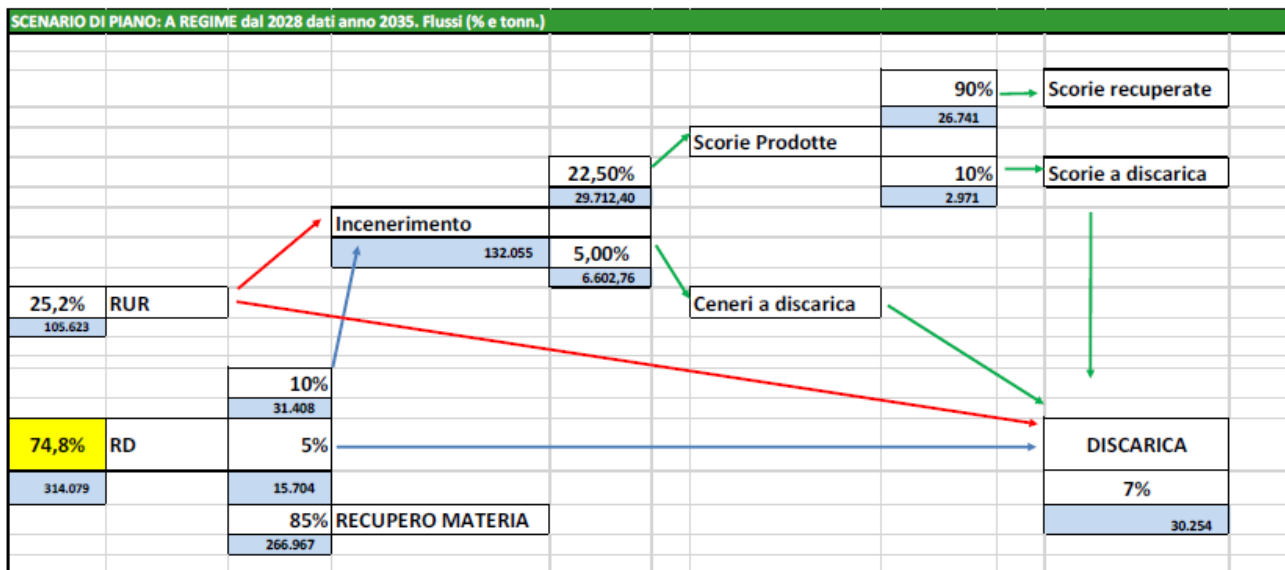 SCENARIO DI PIANO: A REGIME dal 2028 dati anno 2035. Flussi (% e tonn.)
90% Scorie recuperate
26.741
Scorie Prodotte
22,50% 10% Scorie a discarica
29.712,40 2.971
Incenerimento
132.055 5,00%
6.602,76
25,2% RUR Ceneri a discarica
105.623
10%
31.408
74,8% RD 5% DISCARICA
314.079 15.704 7%
85% RECUPERO MATERIA 30.254
266.967